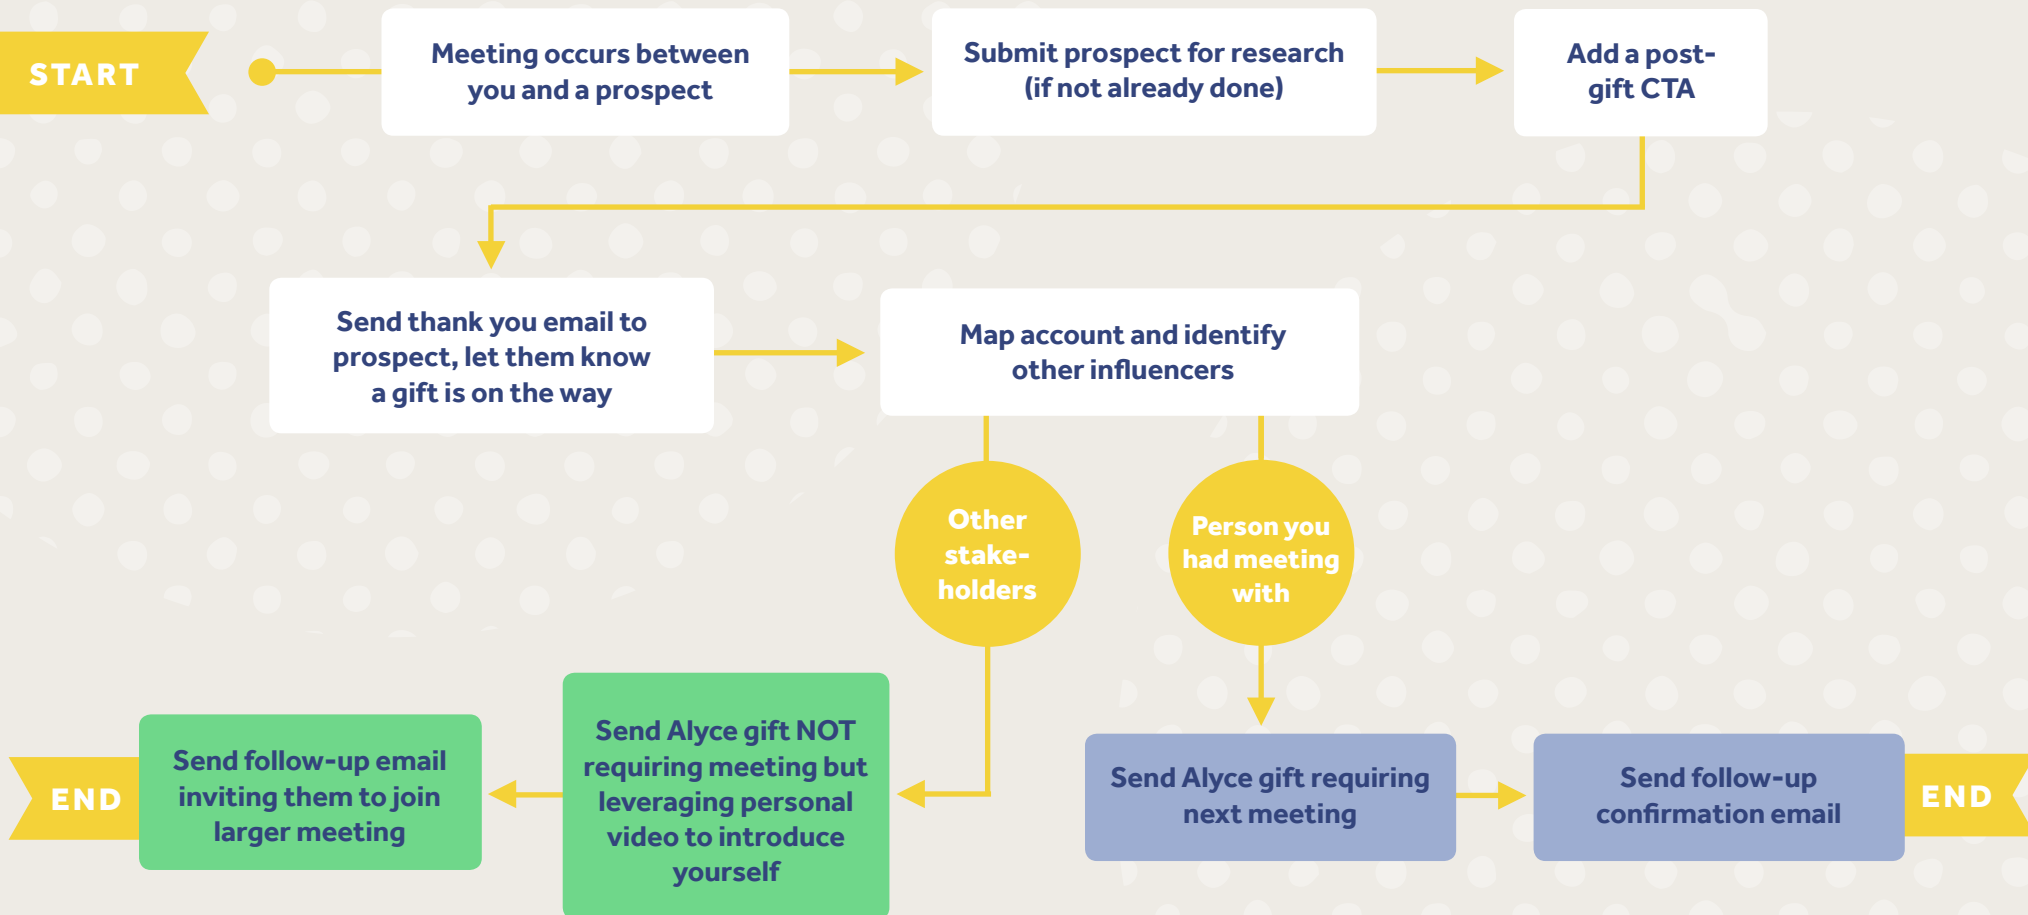 START
Meeting occurs between
you and a prospect
Submit prospect for research
(if not already done)
Add a post-
gift CTA
Send thank you email to
prospect, let them know
a gift is on the way
Map account and identify
other influencers
Other
stake-
holders
Person you
had meeting
with
Send Alyce gift NOT
requiring meeting but
leveraging personal
video to introduce
yourself
Send follow-up email
inviting them to join
larger meeting
END
Send Alyce gift requiring
next meeting
Send follow-up
confirmation email
END